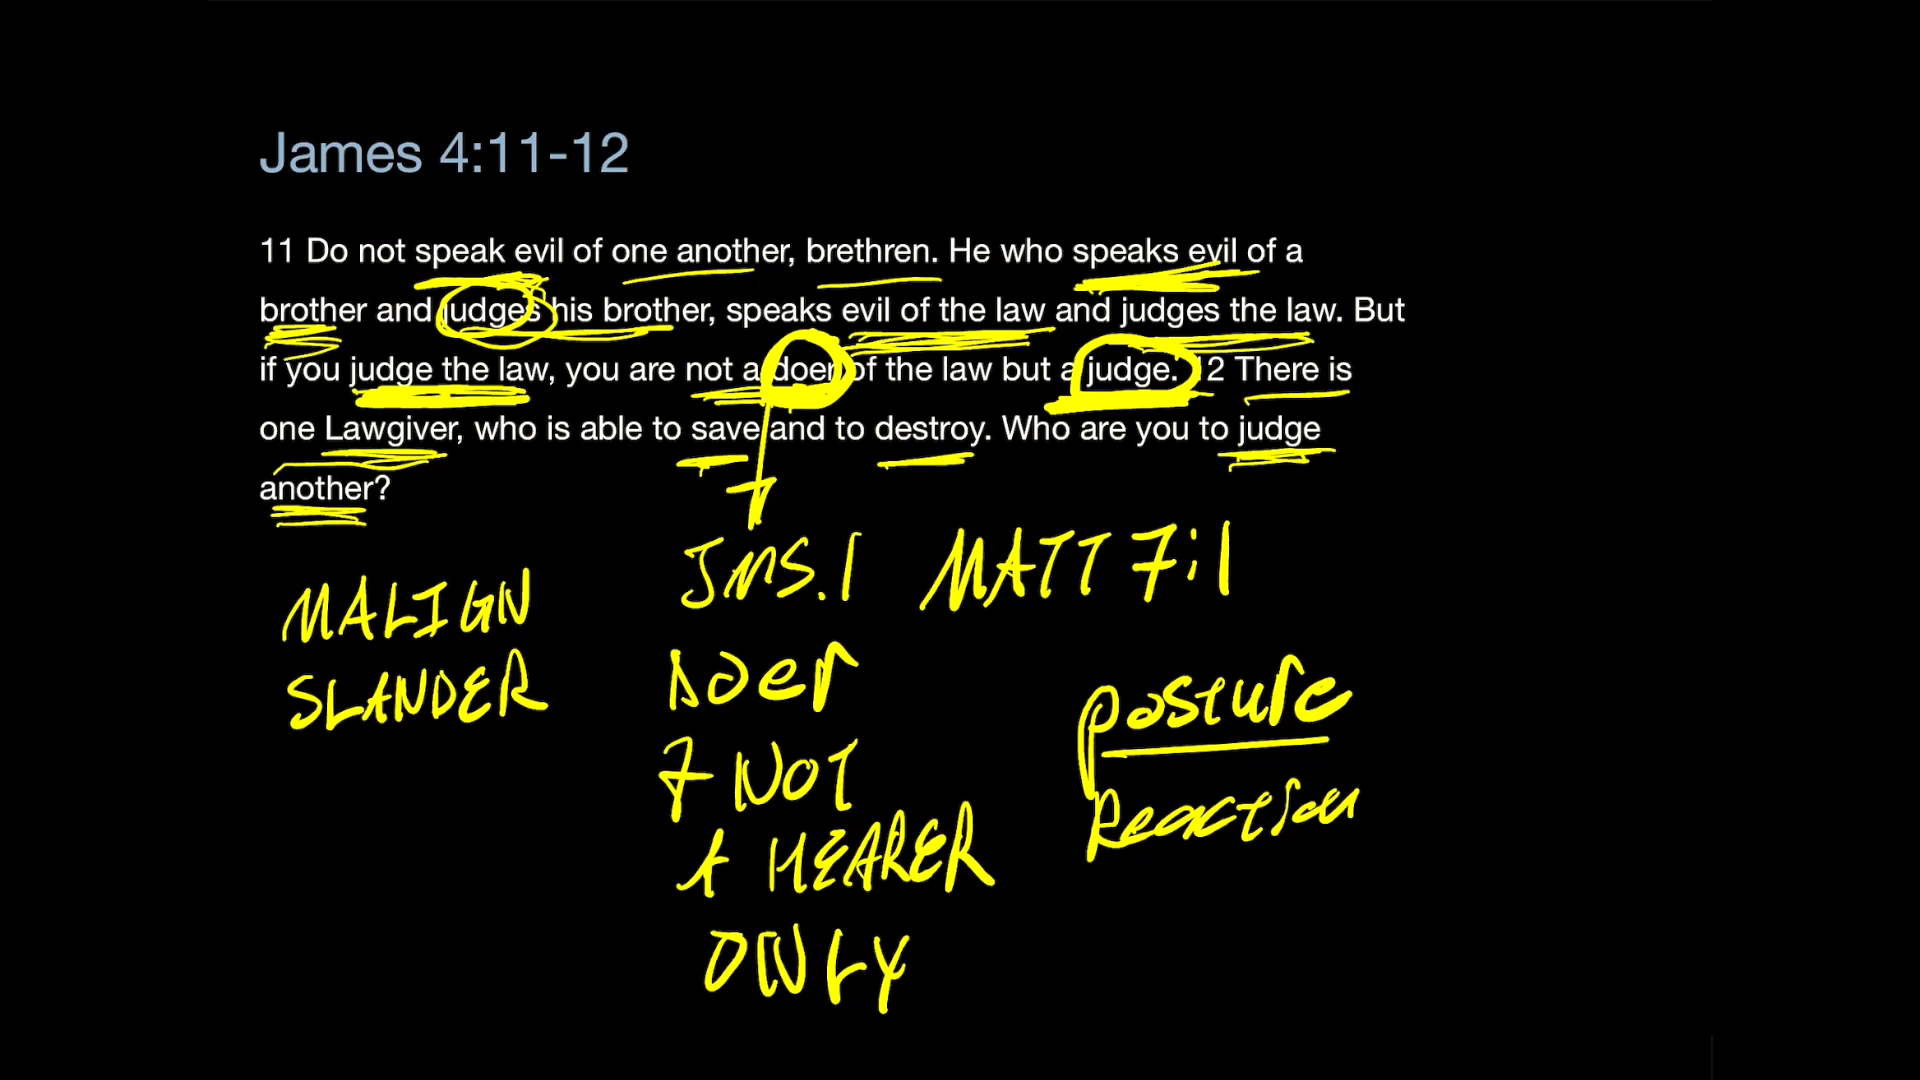 James 4:11-12
11 Do not speak evil of one another, brethren. He who speaks evil of a
brother and judges his brother, speaks evil of the law and judges the law. But
if you judge the law, you are not a doer of the law but a judge. 12 There is
one Lawgiver, who is able to save and to destroy. Who are you to judge
another?
MALIGN
SLANDER
JMS. 1
Doer
+ NOT
A HEARER
ONLY
MATT 7:1
Posture
Reaction